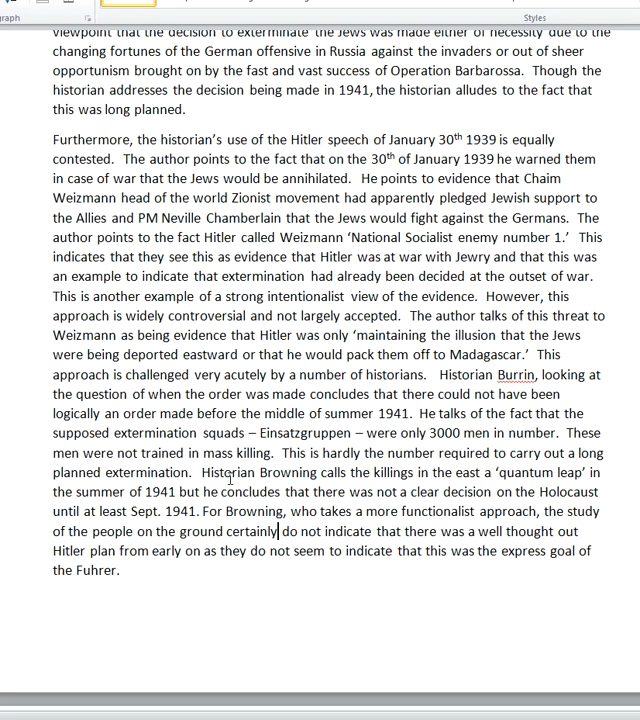 graph
Styles
viewpoint that the decision to exterminate the Jews was made either of necessity due to the
changing fortunes of the German offensive in Russia against the invaders or out of sheer
opportunism brought on by the fast and vast success of Operation Barbarossa.  Though the
historian addresses the decision being made in 1941, the historian alludes to the fact that
this was long planned.
Furthermore, the historian’s use of the Hitler speech of January 30th 1939 is equally
contested.  The author points to the fact that on the 30th of January 1939 he warned them
in case of war that the Jews would be annihilated.  He points to evidence that Chaim
Weizmann head of the world Zionist movement had apparently pledged Jewish support to
the Allies and PM Neville Chamberlain that the Jews would fight against the Germans.  The
author points to the fact Hitler called Weizmann ‘National Socialist enemy number 1.’  This
indicates that they see this as evidence that Hitler was at war with Jewry and that this was
an example to indicate that extermination had already been decided at the outset of war.
This is another example of a strong intentionalist view of the evidence.  However, this
approach is widely controversial and not largely accepted.  The author talks of this threat to
Weizmann as being evidence that Hitler was only ‘maintaining the illusion that the Jews
were being deported eastward or that he would pack them off to Madagascar.’  This
approach is challenged very acutely by a number of historians.   Historian Burrin, looking at
the question of when the order was made concludes that there could not have been
logically an order made before the middle of summer 1941.  He talks of the fact that the
supposed extermination squads – Einsatzgruppen – were only 3000 men in number.  These
men were not trained in mass killing.  This is hardly the number required to carry out a long
planned extermination.  Historian Browning calls the killings in the east a ‘quantum leap’ in
the summer of 1941 but he concludes that there was not a clear decision on the Holocaust
until at least Sept. 1941. For Browning, who takes a more functionalist approach, the study
of the people on the ground certainly do not indicate that there was a well thought out
Hitler plan from early on as they do not seem to indicate that this was the express goal of
the Fuhrer.